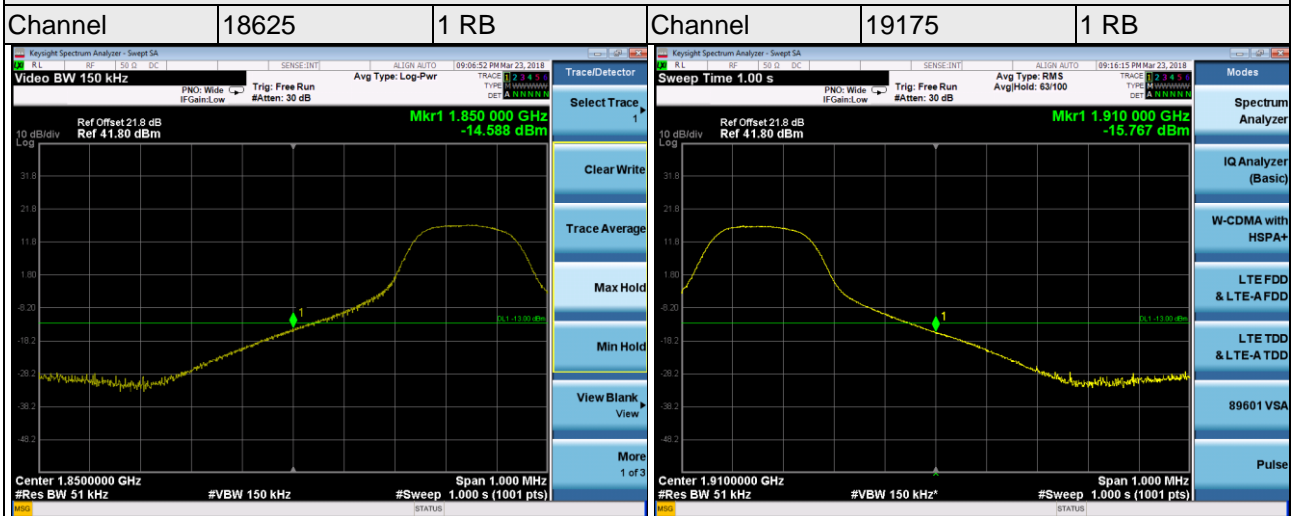 Channel 18625 1 RB Channel 19175 1 RB
Keysight Spectrum Analyzer - Swept SA
RL RF 50 Ω DC SENSE:INT ALIGN AUTO 09:06:52 PM Mar 23, 2018
Video BW 150 kHz
PNO: Wide
IFGain:Low
Trig: Free Run
#Atten: 30 dB
Avg Type: Log-Pwr
TRACE 1 2 3 4 5 6
TYPE M W W W W W
DET A N N N N N
Ref Offset 21.8 dB
10 dB/div Ref 41.80 dBm
Log
Mkr1 1.850 000 GHz
-14.588 dBm
31.8
21.8
11.8
1.80
-8.20
-18.2
-28.2
-38.2
-48.2
1
DL1 -13.00 dBm
Center 1.8500000 GHz Span 1.000 MHz
#Res BW 51 kHz #VBW 150 kHz #Sweep 1.000 s (1001 pts)
MSG STATUS
Trace/Detector
Select Trace
1
Clear Write
Trace Average
Max Hold
Min Hold
View Blank
View
More
1 of 3
Keysight Spectrum Analyzer - Swept SA
RL RF 50 Ω DC SENSE:INT ALIGN AUTO 09:16:15 PM Mar 23, 2018
Sweep Time 1.00 s
PNO: Wide
IFGain:Low
Trig: Free Run
#Atten: 30 dB
Avg Type: RMS
Avg|Hold: 63/100
TRACE 1 2 3 4 5 6
TYPE M W W W W W
DET A N N N N N
Ref Offset 21.8 dB
10 dB/div Ref 41.80 dBm
Log
Mkr1 1.910 000 GHz
-15.767 dBm
31.8
21.8
11.8
1.80
-8.20
-18.2
-28.2
-38.2
-48.2
1
DL1 -13.00 dBm
Center 1.9100000 GHz Span 1.000 MHz
#Res BW 51 kHz #VBW 150 kHz* #Sweep 1.000 s (1001 pts)
MSG STATUS
Modes
Spectrum
Analyzer
IQ Analyzer
(Basic)
W-CDMA with
HSPA+
LTE FDD
& LTE-A FDD
LTE TDD
& LTE-A TDD
89601 VSA
Pulse